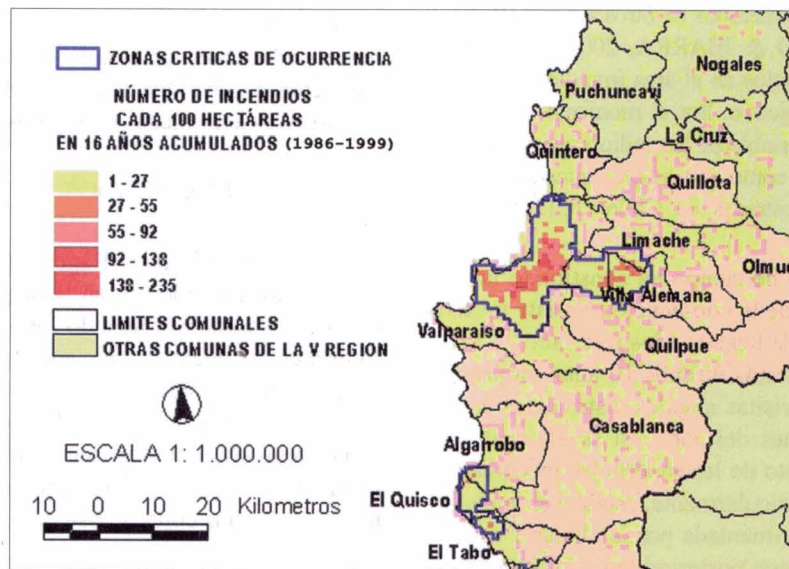 ZONAS CRITICAS DE OCURRENCIA
NÚMERO DE INCENDIOS
CADA 100 HECTÁREAS
EN 16 AÑOS ACUMULADOS (1986-1999)
1 - 27
27 - 55
55 - 92
92 - 138
138 - 235
LIMITES COMUNALES
OTRAS COMUNAS DE LA V REGION
ESCALA 1: 1.000.000
10 0 10 20 Kilometros
Nogales
Puchuncavi
La Cruz
Quintero
Quillota
Limache
Olmue
Villa Alemana
Valparaiso
Quilpue
Casablanca
Algarrobo
El Quisco
El Tabo